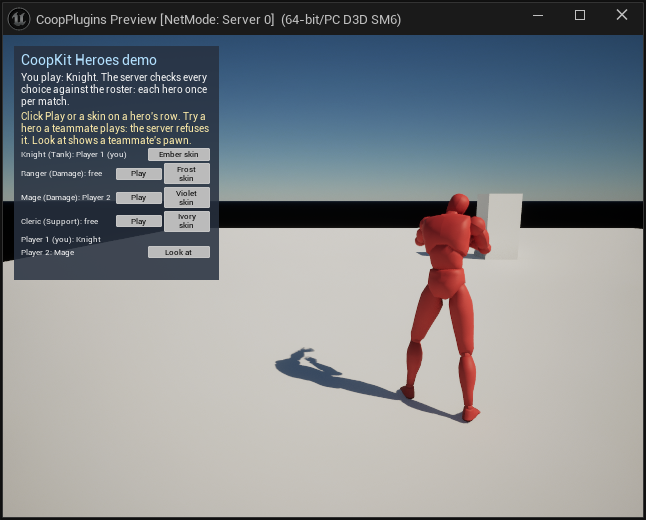 CoopPlugins Preview [NetMode: Server 0] (64-bit/PC D3D SM6)
CoopKit Heroes demo
You play: Knight. The server checks every
choice against the roster: each hero once
per match.
Click Play or a skin on a hero's row. Try a
hero a teammate plays: the server refuses
it. Look at shows a teammate's pawn.
Knight (Tank): Player 1 (you) Ember skin
Ranger (Damage): free Play Frost skin
Mage (Damage): Player 2 Play Violet skin
Cleric (Support): free Play Ivory skin
Player 1 (you): Knight
Player 2: Mage Look at